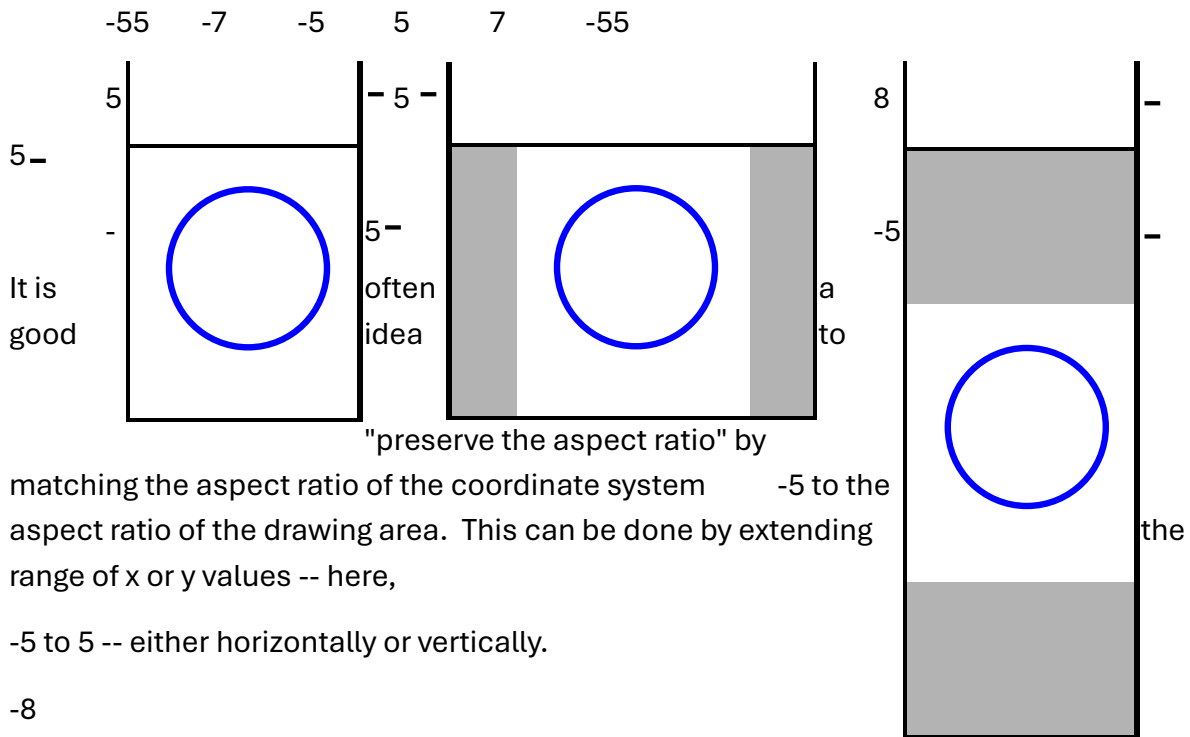 -55 -7 -5 5 7 -55
5 - 5 - 8 -
5-
- 5- -5 -
It is often a
good idea to
"preserve the aspect ratio" by
matching the aspect ratio of the coordinate system -5 to the
aspect ratio of the drawing area. This can be done by extending the
range of x or y values -- here,
-5 to 5 -- either horizontally or vertically.
-8